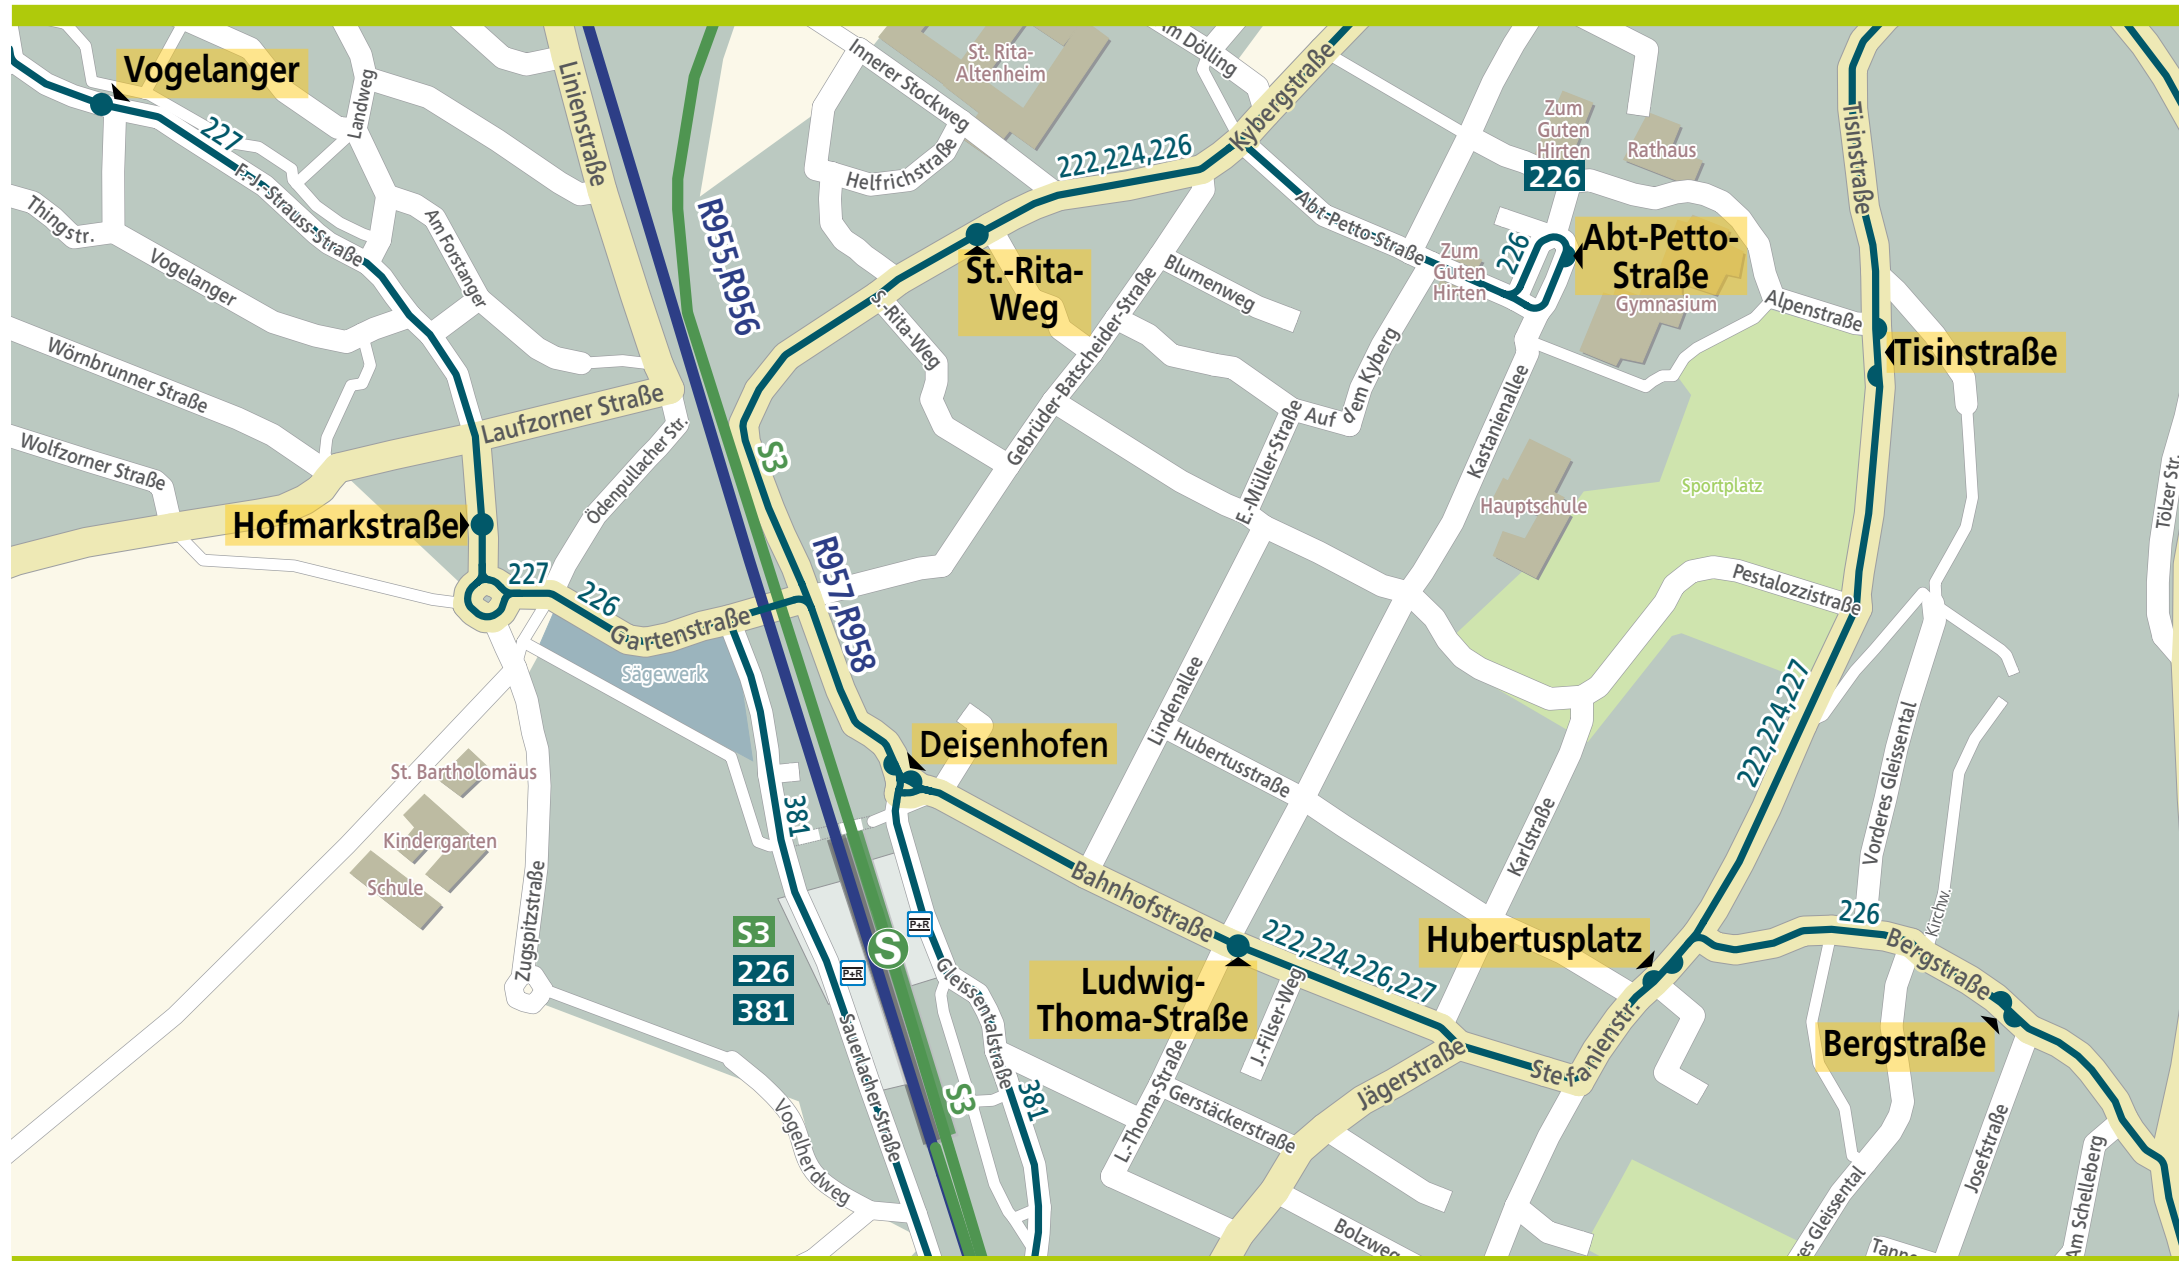 Vogelanger
227
Landweg
Linienstraße
F.-J.-Strauss-Straße
Thingstr.
Vogelanger
Am Forstanger
Wörnbrunner Straße
Wolfzorner Straße
Laufzorner Straße
Ödenpullacher Str.
Hofmarkstraße
227
226
Gartenstraße
Sägewerk
St. Bartholomäus
Kindergarten
Schule
Zugspitzstraße
Vogelherdweg
Sauerlacher Straße
S3
226
381
381
P+R
S
P+R
R955,R956
S3
R957,R958
Innerer Stockweg
St. Rita-
Altenheim
Helfrichstraße
222,224,226
Kybergstraße
St.-Rita-
Weg
S.-Rita-Weg
Gebrüder-Batscheider-Straße
Blumenweg
Abt-Petto-Straße
Zum
Guten
Hirten
Zum
Guten
Hirten
226
Rathaus
226
Abt-Petto-
Straße
Gymnasium
Alpenstraße
Tisinstraße
Tisinstraße
Auf dem Kyberg
E.-Müller-Straße
Kastanienallee
Hauptschule
Sportplatz
Pestalozzistraße
Tölzer Str.
Lindenallee
Hubertusstraße
Karlstraße
222,224,227
Vorderes Gleissental
Kirchw.
Deisenhofen
Bahnhofstraße
222,224,226,227
Ludwig-
Thoma-Straße
Hubertusplatz
226
Bergstraße
Bergstraße
J.-Filser-Weg
Stefanienstr.
Jägerstraße
Gleissentalstraße
S3
381
L.-Thoma-Straße
Gerstäckerstraße
Bolzweg
Josefstraße
Am Schelleberg
es Gleissental
Tann
m Dölling